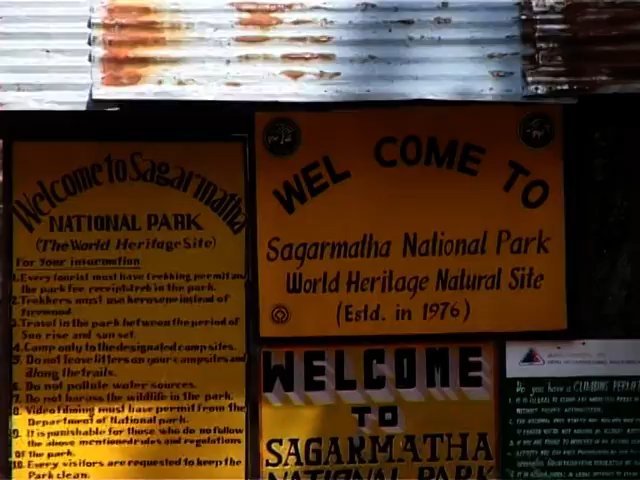 Welcome to Sagarmatha
NATIONAL PARK
(The World Heritage Site)
For Your information
1. Every tourist must have trekking permit and
the park fee receipt trek in the park.
2. Trekkers must use kerosene instead of
firewood.
3. Travel in the park between the period of
Sun rise and sun set.
4. Camp only to the designated camp sites.
5. Do not leave litters on your campsites and
along the trails.
6. Do not pollute water sources.
7. Do not harass the wildlife in the park.
8. Video filming must have permit from the
Department of National park.
9. It is punishable for those who do no follow
the above mentioned rules and regulations
of the park.
10. Every visitors are requested to keep the
Park clean.
WEL COME TO
Sagarmatha National Park
World Heritage Natural Site
(Estd. in 1976)
WELCOME
TO
SAGARMATHA
NATIONAL PARK
Do you have a CLIMBING PERMIT